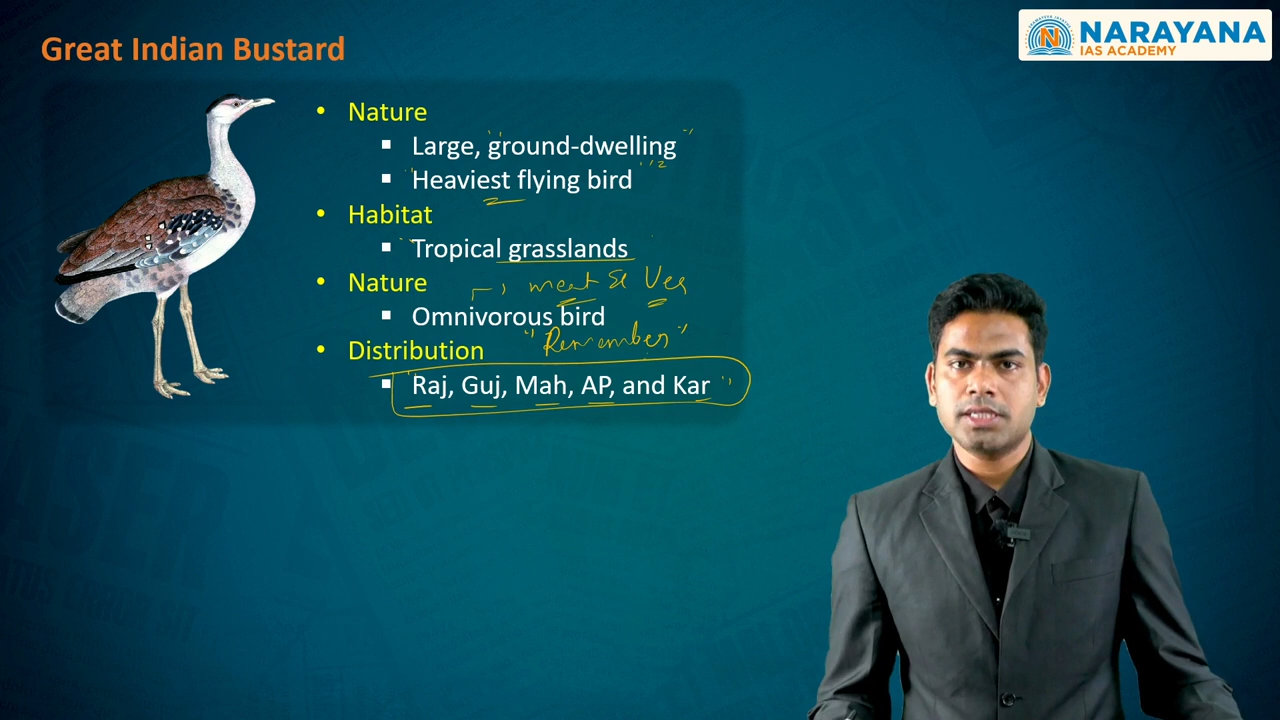 Great Indian Bustard
NARAYANA
IAS ACADEMY
• Nature
▪ Large, ground-dwelling
▪ Heaviest flying bird
• Habitat
▪ Tropical grasslands
• Nature
meat & Veg
▪ Omnivorous bird
"Remember"
• Distribution
▪ Raj, Guj, Mah, AP, and Kar